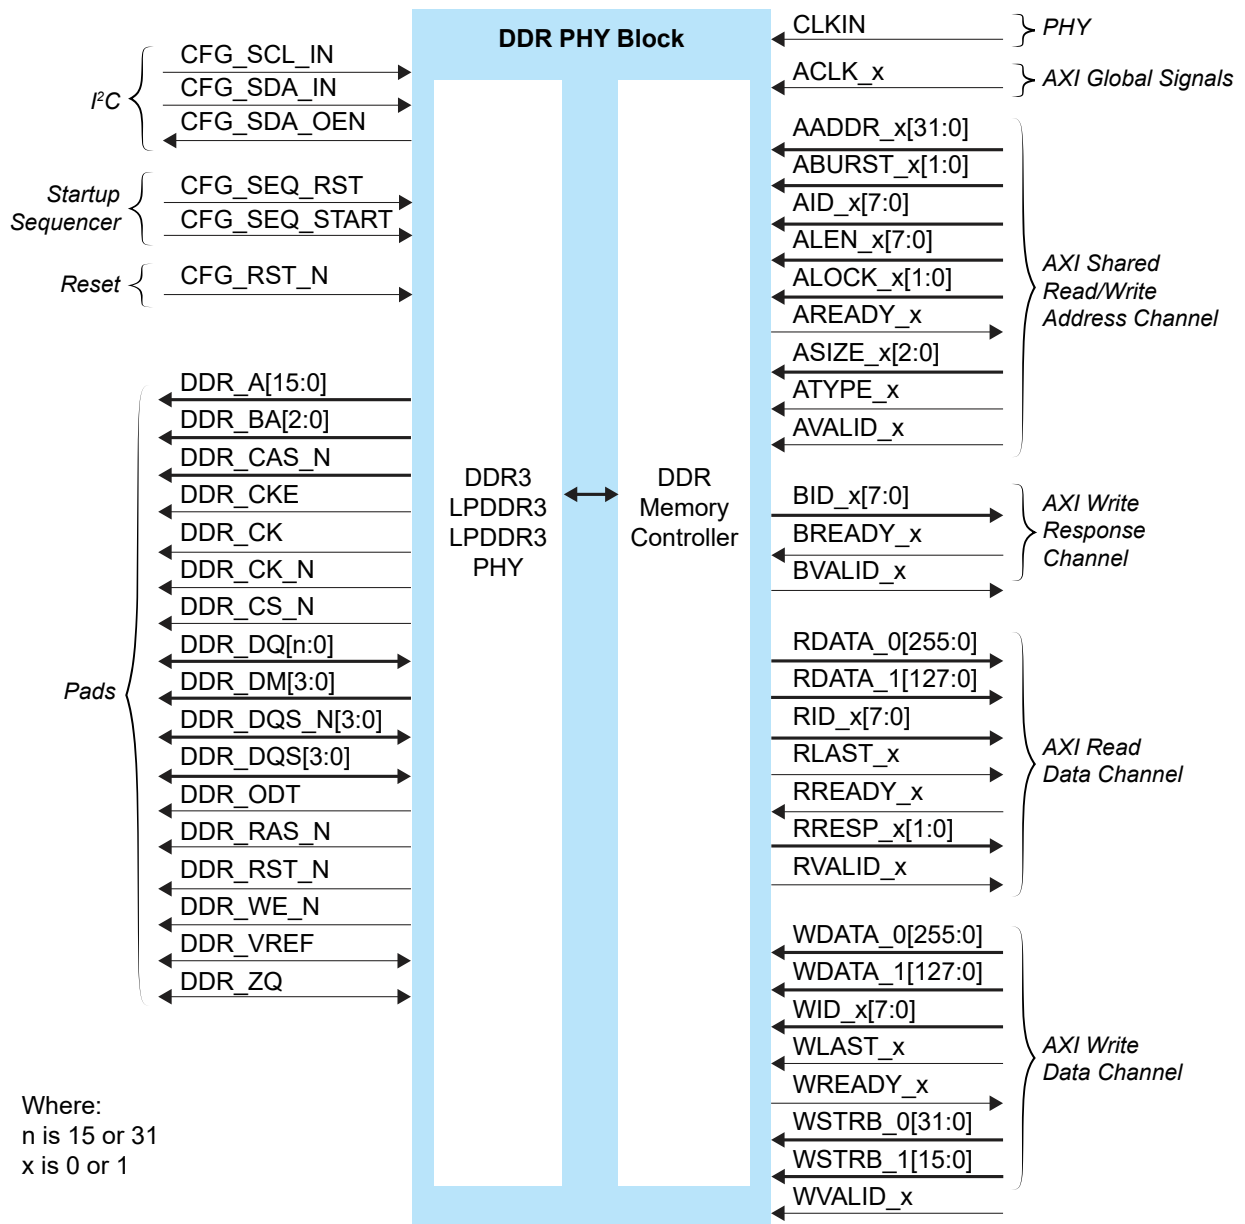 DDR PHY Block
I²C
CFG_SCL_IN
CFG_SDA_IN
CFG_SDA_OEN
Startup
Sequencer
CFG_SEQ_RST
CFG_SEQ_START
Reset
CFG_RST_N
Pads
DDR_A[15:0]
DDR_BA[2:0]
DDR_CAS_N
DDR_CKE
DDR_CK
DDR_CK_N
DDR_CS_N
DDR_DQ[n:0]
DDR_DM[3:0]
DDR_DQS_N[3:0]
DDR_DQS[3:0]
DDR_ODT
DDR_RAS_N
DDR_RST_N
DDR_WE_N
DDR_VREF
DDR_ZQ
Where:
n is 15 or 31
x is 0 or 1
DDR3
LPDDR3
LPDDR3
PHY
DDR
Memory
Controller
CLKIN
PHY
ACLK_x
AXI Global Signals
AADDR_x[31:0]
ABURST_x[1:0]
AID_x[7:0]
ALEN_x[7:0]
ALOCK_x[1:0]
AREADY_x
ASIZE_x[2:0]
ATYPE_x
AVALID_x
AXI Shared
Read/Write
Address Channel
BID_x[7:0]
BREADY_x
BVALID_x
AXI Write
Response
Channel
RDATA_0[255:0]
RDATA_1[127:0]
RID_x[7:0]
RLAST_x
RREADY_x
RRESP_x[1:0]
RVALID_x
AXI Read
Data Channel
WDATA_0[255:0]
WDATA_1[127:0]
WID_x[7:0]
WLAST_x
WREADY_x
WSTRB_0[31:0]
WSTRB_1[15:0]
WVALID_x
AXI Write
Data Channel